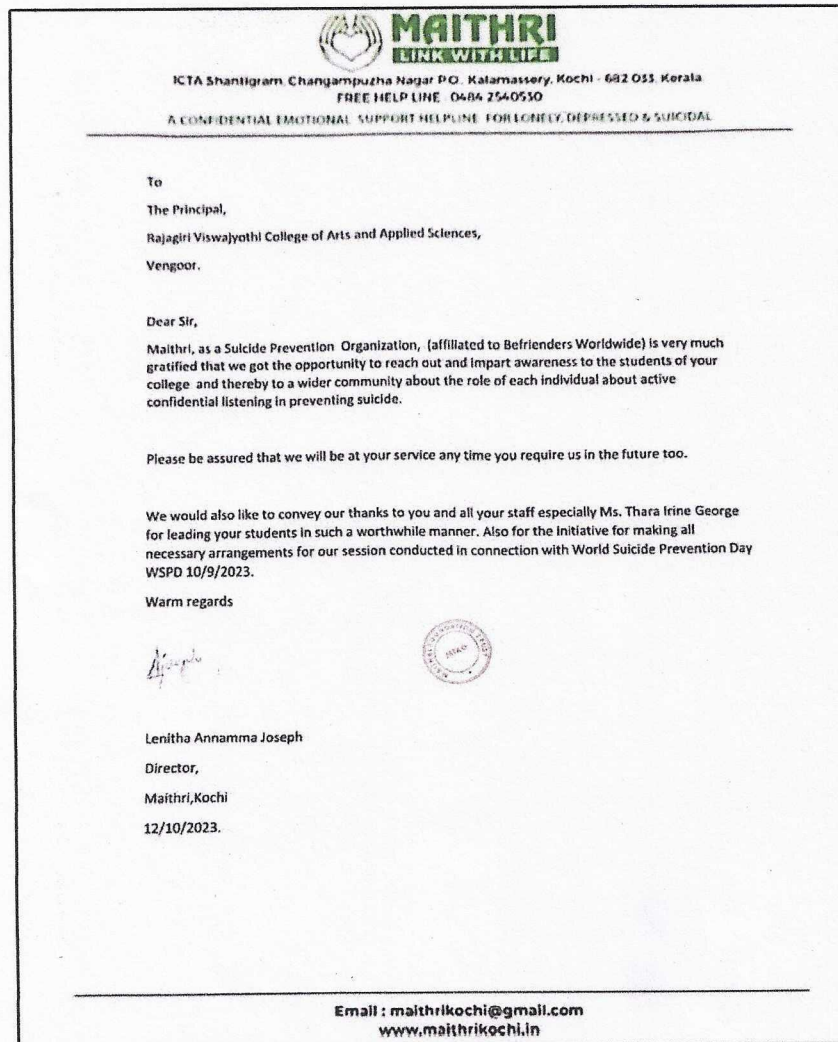 MAITHRI
LINK WITH LIFE
ICTA Shantigram, Changampuzha Nagar P.O. Kalamassery, Kochi - 682 033, Kerala
FREE HELP LINE 0484 2540530
A CONFIDENTIAL EMOTIONAL SUPPORT HELPLINE FOR LONELY, DEPRESSED & SUICIDAL
To
The Principal,
Rajagiri Viswajyothi College of Arts and Applied Sciences,
Vengoor.
Dear Sir,
Maithri, as a Suicide Prevention Organization, (affiliated to Befrienders Worldwide) is very much
gratified that we got the opportunity to reach out and impart awareness to the students of your
college and thereby to a wider community about the role of each individual about active
confidential listening in preventing suicide.
Please be assured that we will be at your service any time you require us in the future too.
We would also like to convey our thanks to you and all your staff especially Ms. Thara Irine George
for leading your students in such a worthwhile manner. Also for the Initiative for making all
necessary arrangements for our session conducted in connection with World Suicide Prevention Day
WSPD 10/9/2023.
Warm regards
Lenitha Annamma Joseph
Director,
Maithri,Kochi
12/10/2023.
Email : maithrikochi@gmail.com
www.maithrikochi.in